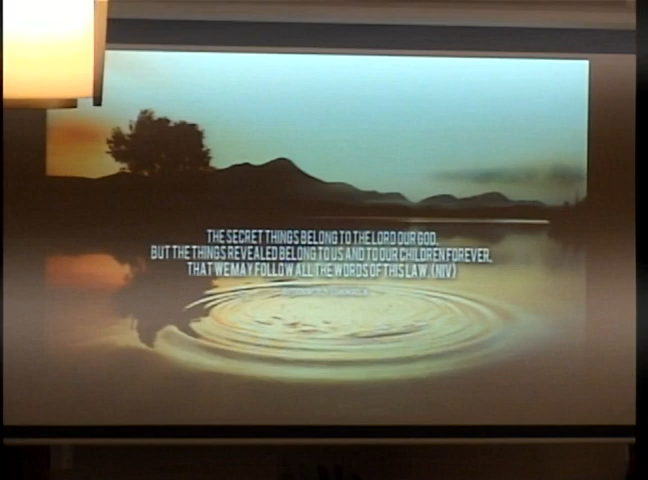 THE SECRET THINGS BELONG TO THE LORD OUR GOD,
BUT THE THINGS REVEALED BELONG TO US AND TO OUR CHILDREN FOREVER,
THAT WE MAY FOLLOW ALL THE WORDS OF THIS LAW. (NIV)